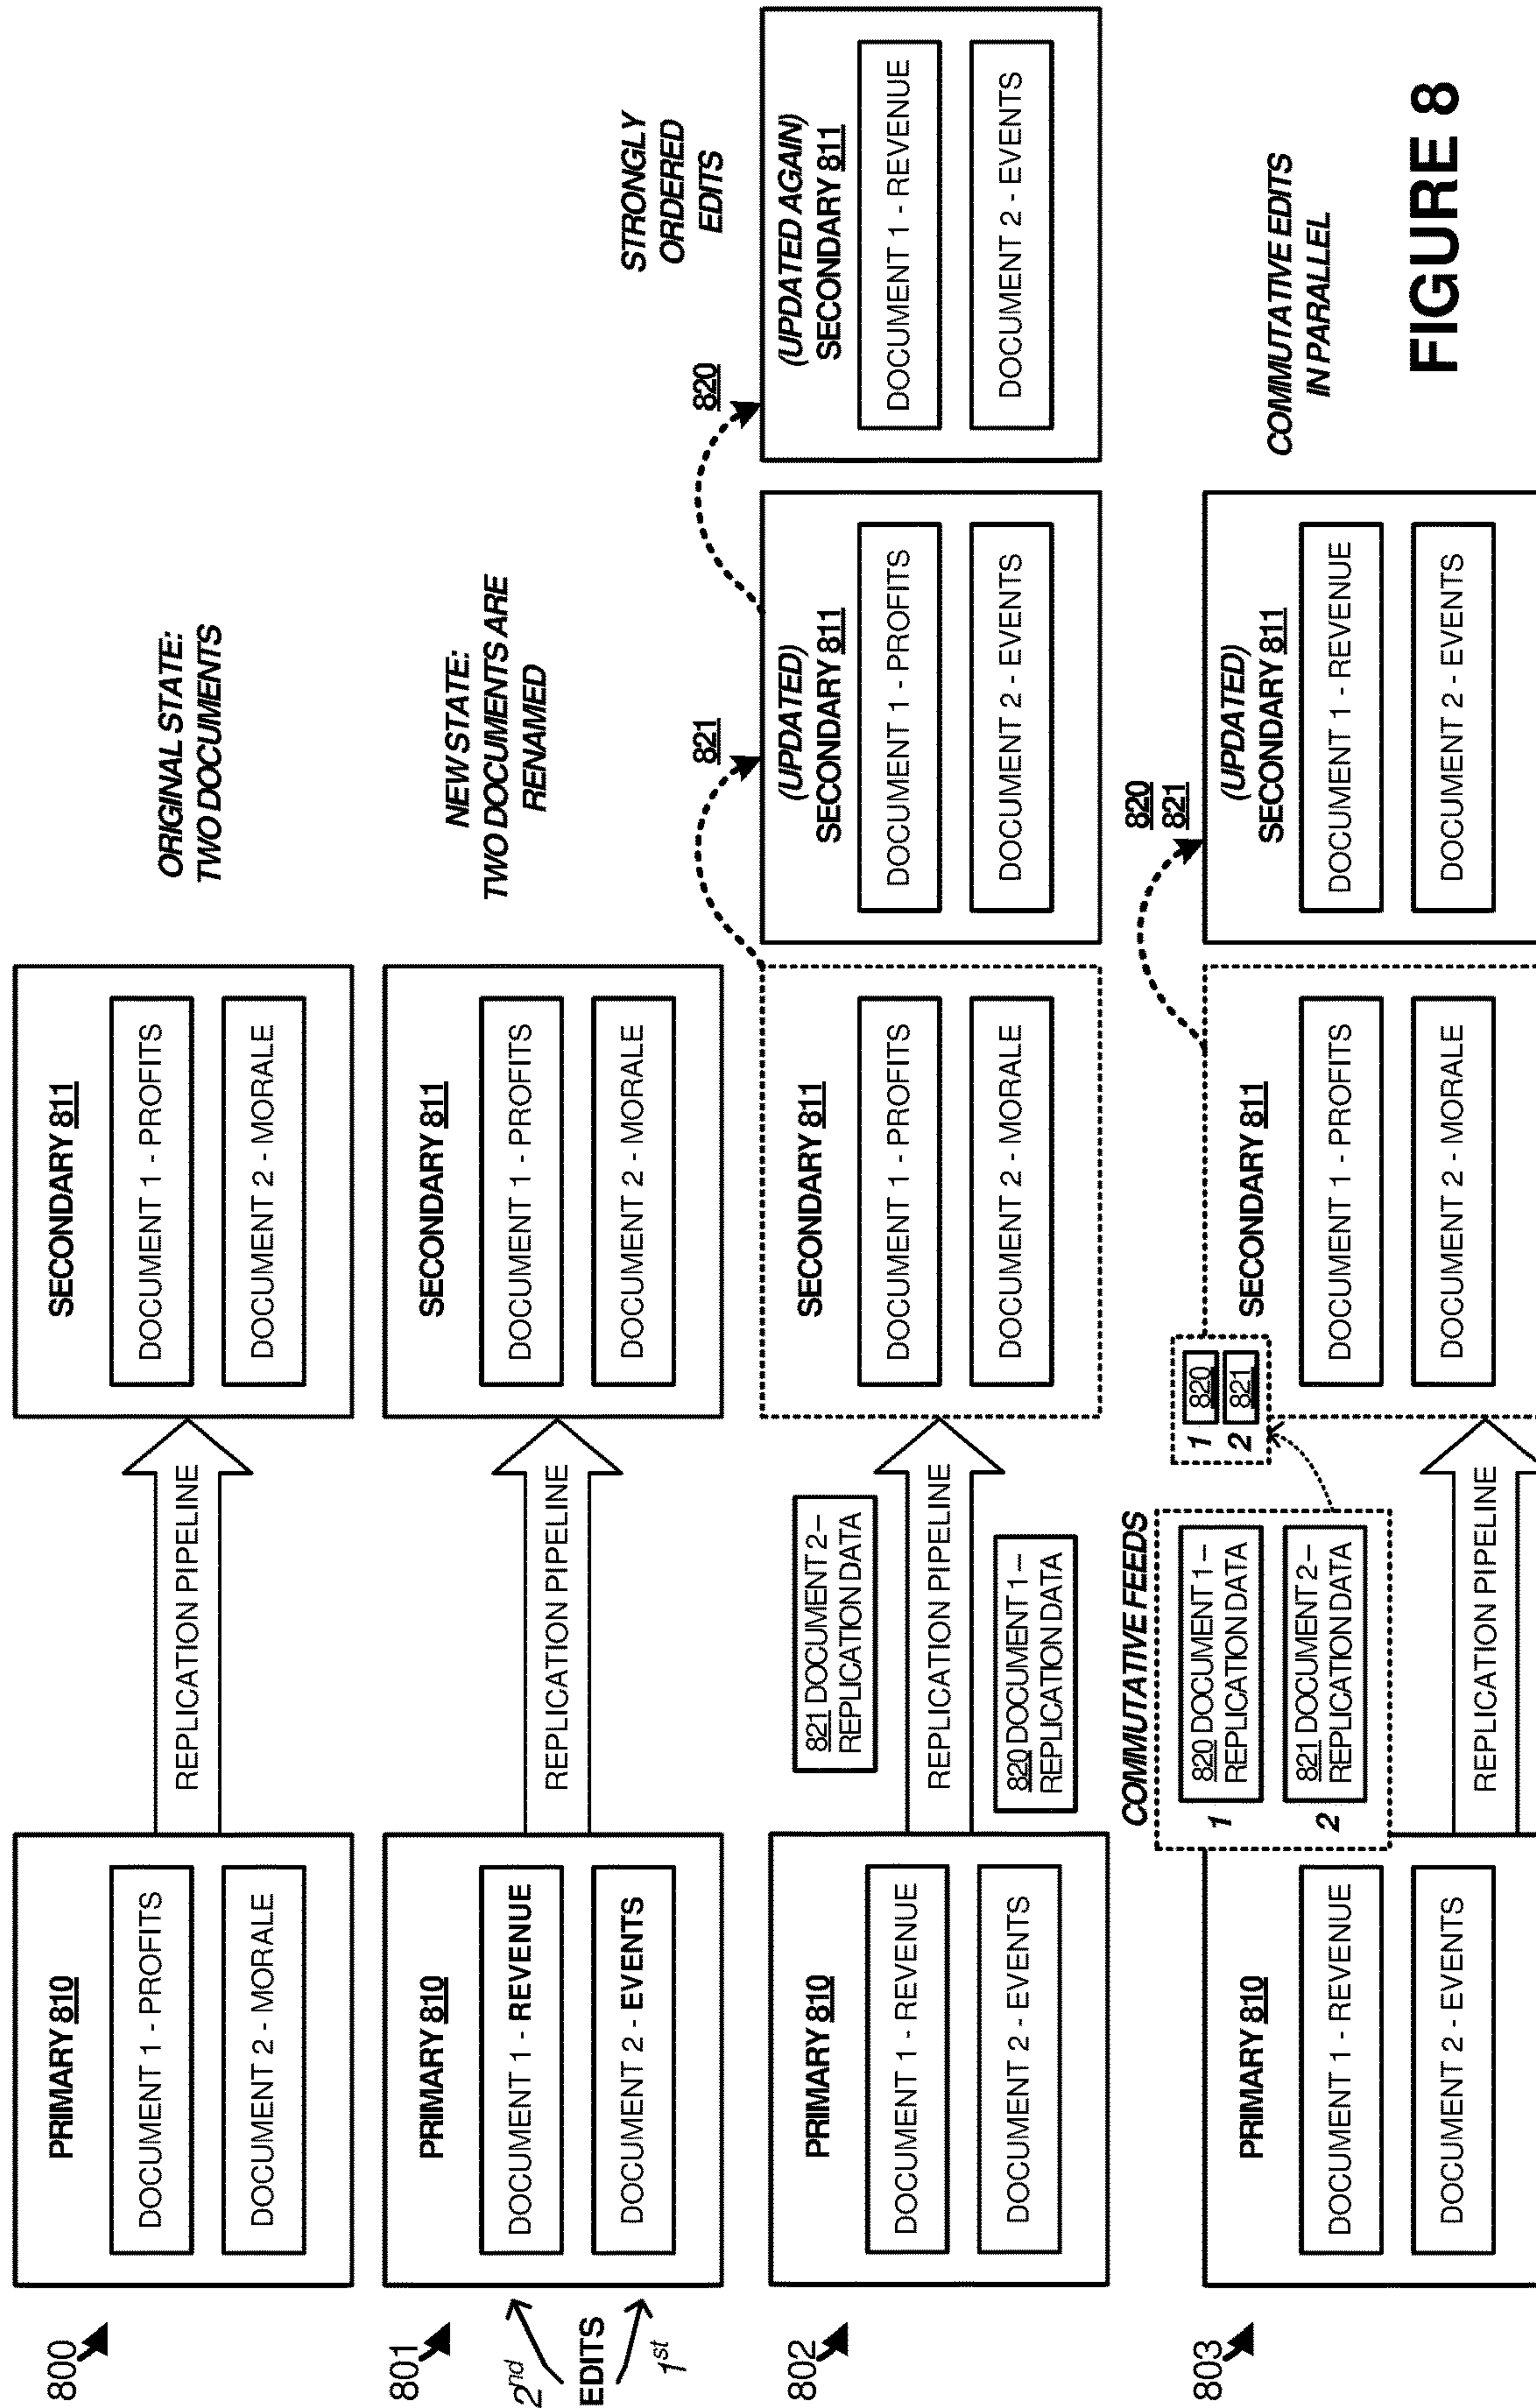 800
PRIMARY 810
DOCUMENT 1 - PROFITS
DOCUMENT 2 - MORALE
REPLICATION PIPELINE
SECONDARY 811
DOCUMENT 1 - PROFITS
DOCUMENT 2 - MORALE
ORIGINAL STATE:
TWO DOCUMENTS
801
2nd
EDITS
1st
PRIMARY 810
DOCUMENT 1 - REVENUE
DOCUMENT 2 - EVENTS
REPLICATION PIPELINE
SECONDARY 811
DOCUMENT 1 - PROFITS
DOCUMENT 2 - MORALE
NEW STATE:
TWO DOCUMENTS ARE
RENAMED
802
PRIMARY 810
DOCUMENT 1 - REVENUE
DOCUMENT 2 - EVENTS
821 DOCUMENT 2 –
REPLICATION DATA
REPLICATION PIPELINE
820 DOCUMENT 1 –
REPLICATION DATA
SECONDARY 811
DOCUMENT 1 - PROFITS
DOCUMENT 2 - MORALE
821
(UPDATED)
SECONDARY 811
DOCUMENT 1 - PROFITS
DOCUMENT 2 - EVENTS
820
(UPDATED AGAIN)
SECONDARY 811
DOCUMENT 1 - REVENUE
DOCUMENT 2 - EVENTS
STRONGLY
ORDERED
EDITS
803
PRIMARY 810
DOCUMENT 1 - REVENUE
DOCUMENT 2 - EVENTS
COMMUTATIVE FEEDS
1
820 DOCUMENT 1 –
REPLICATION DATA
2
821 DOCUMENT 2 –
REPLICATION DATA
REPLICATION PIPELINE
1 820
2 821
SECONDARY 811
DOCUMENT 1 - PROFITS
DOCUMENT 2 - MORALE
820
821
(UPDATED)
SECONDARY 811
DOCUMENT 1 - REVENUE
DOCUMENT 2 - EVENTS
COMMUTATIVE EDITS
IN PARALLEL
FIGURE 8